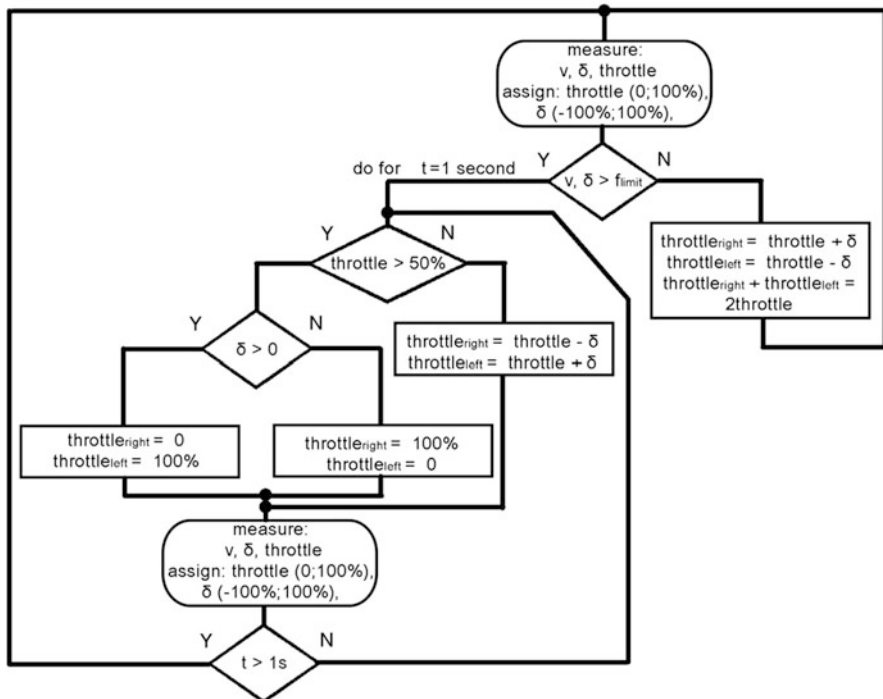 measure:
v, δ, throttle
assign: throttle (0;100%),
δ (-100%;100%),
do for t=1 second
Y
N
v, δ > flimit
throttleright = throttle + δ
throttleleft = throttle - δ
throttleright + throttleleft =
2throttle
Y
N
throttle > 50%
Y
N
δ > 0
throttleright = throttle - δ
throttleleft = throttle + δ
throttleright = 0
throttleleft = 100%
throttleright = 100%
throttleleft = 0
measure:
v, δ, throttle
assign: throttle (0;100%),
δ (-100%;100%),
Y
N
t > 1s